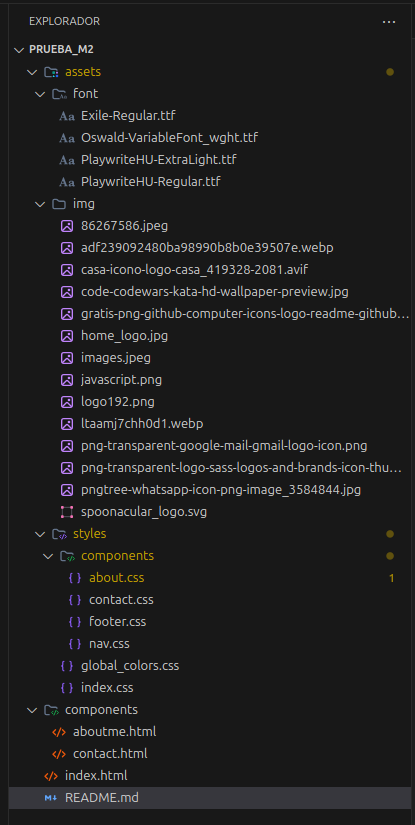 EXPLORADOR
PRUEBA_M2
assets
font
Exile-Regular.ttf
Oswald-VariableFont_wght.ttf
PlaywriteHU-ExtraLight.ttf
PlaywriteHU-Regular.ttf
img
86267586.jpeg
adf239092480ba98990b8b0e39507e.webp
casa-icono-logo-casa_419328-2081.avif
code-codewars-kata-hd-wallpaper-preview.jpg
gratis-png-github-computer-icons-logo-readme-github...
home_logo.jpg
images.jpeg
javascript.png
logo192.png
ltaamj7chh0d1.webp
png-transparent-google-mail-gmail-logo-icon.png
png-transparent-logo-sass-logos-and-brands-icon-thu...
pngtree-whatsapp-icon-png-image_3584844.jpg
spoonacular_logo.svg
styles
components
about.css 1
contact.css
footer.css
nav.css
global_colors.css
index.css
components
aboutme.html
contact.html
index.html
README.md